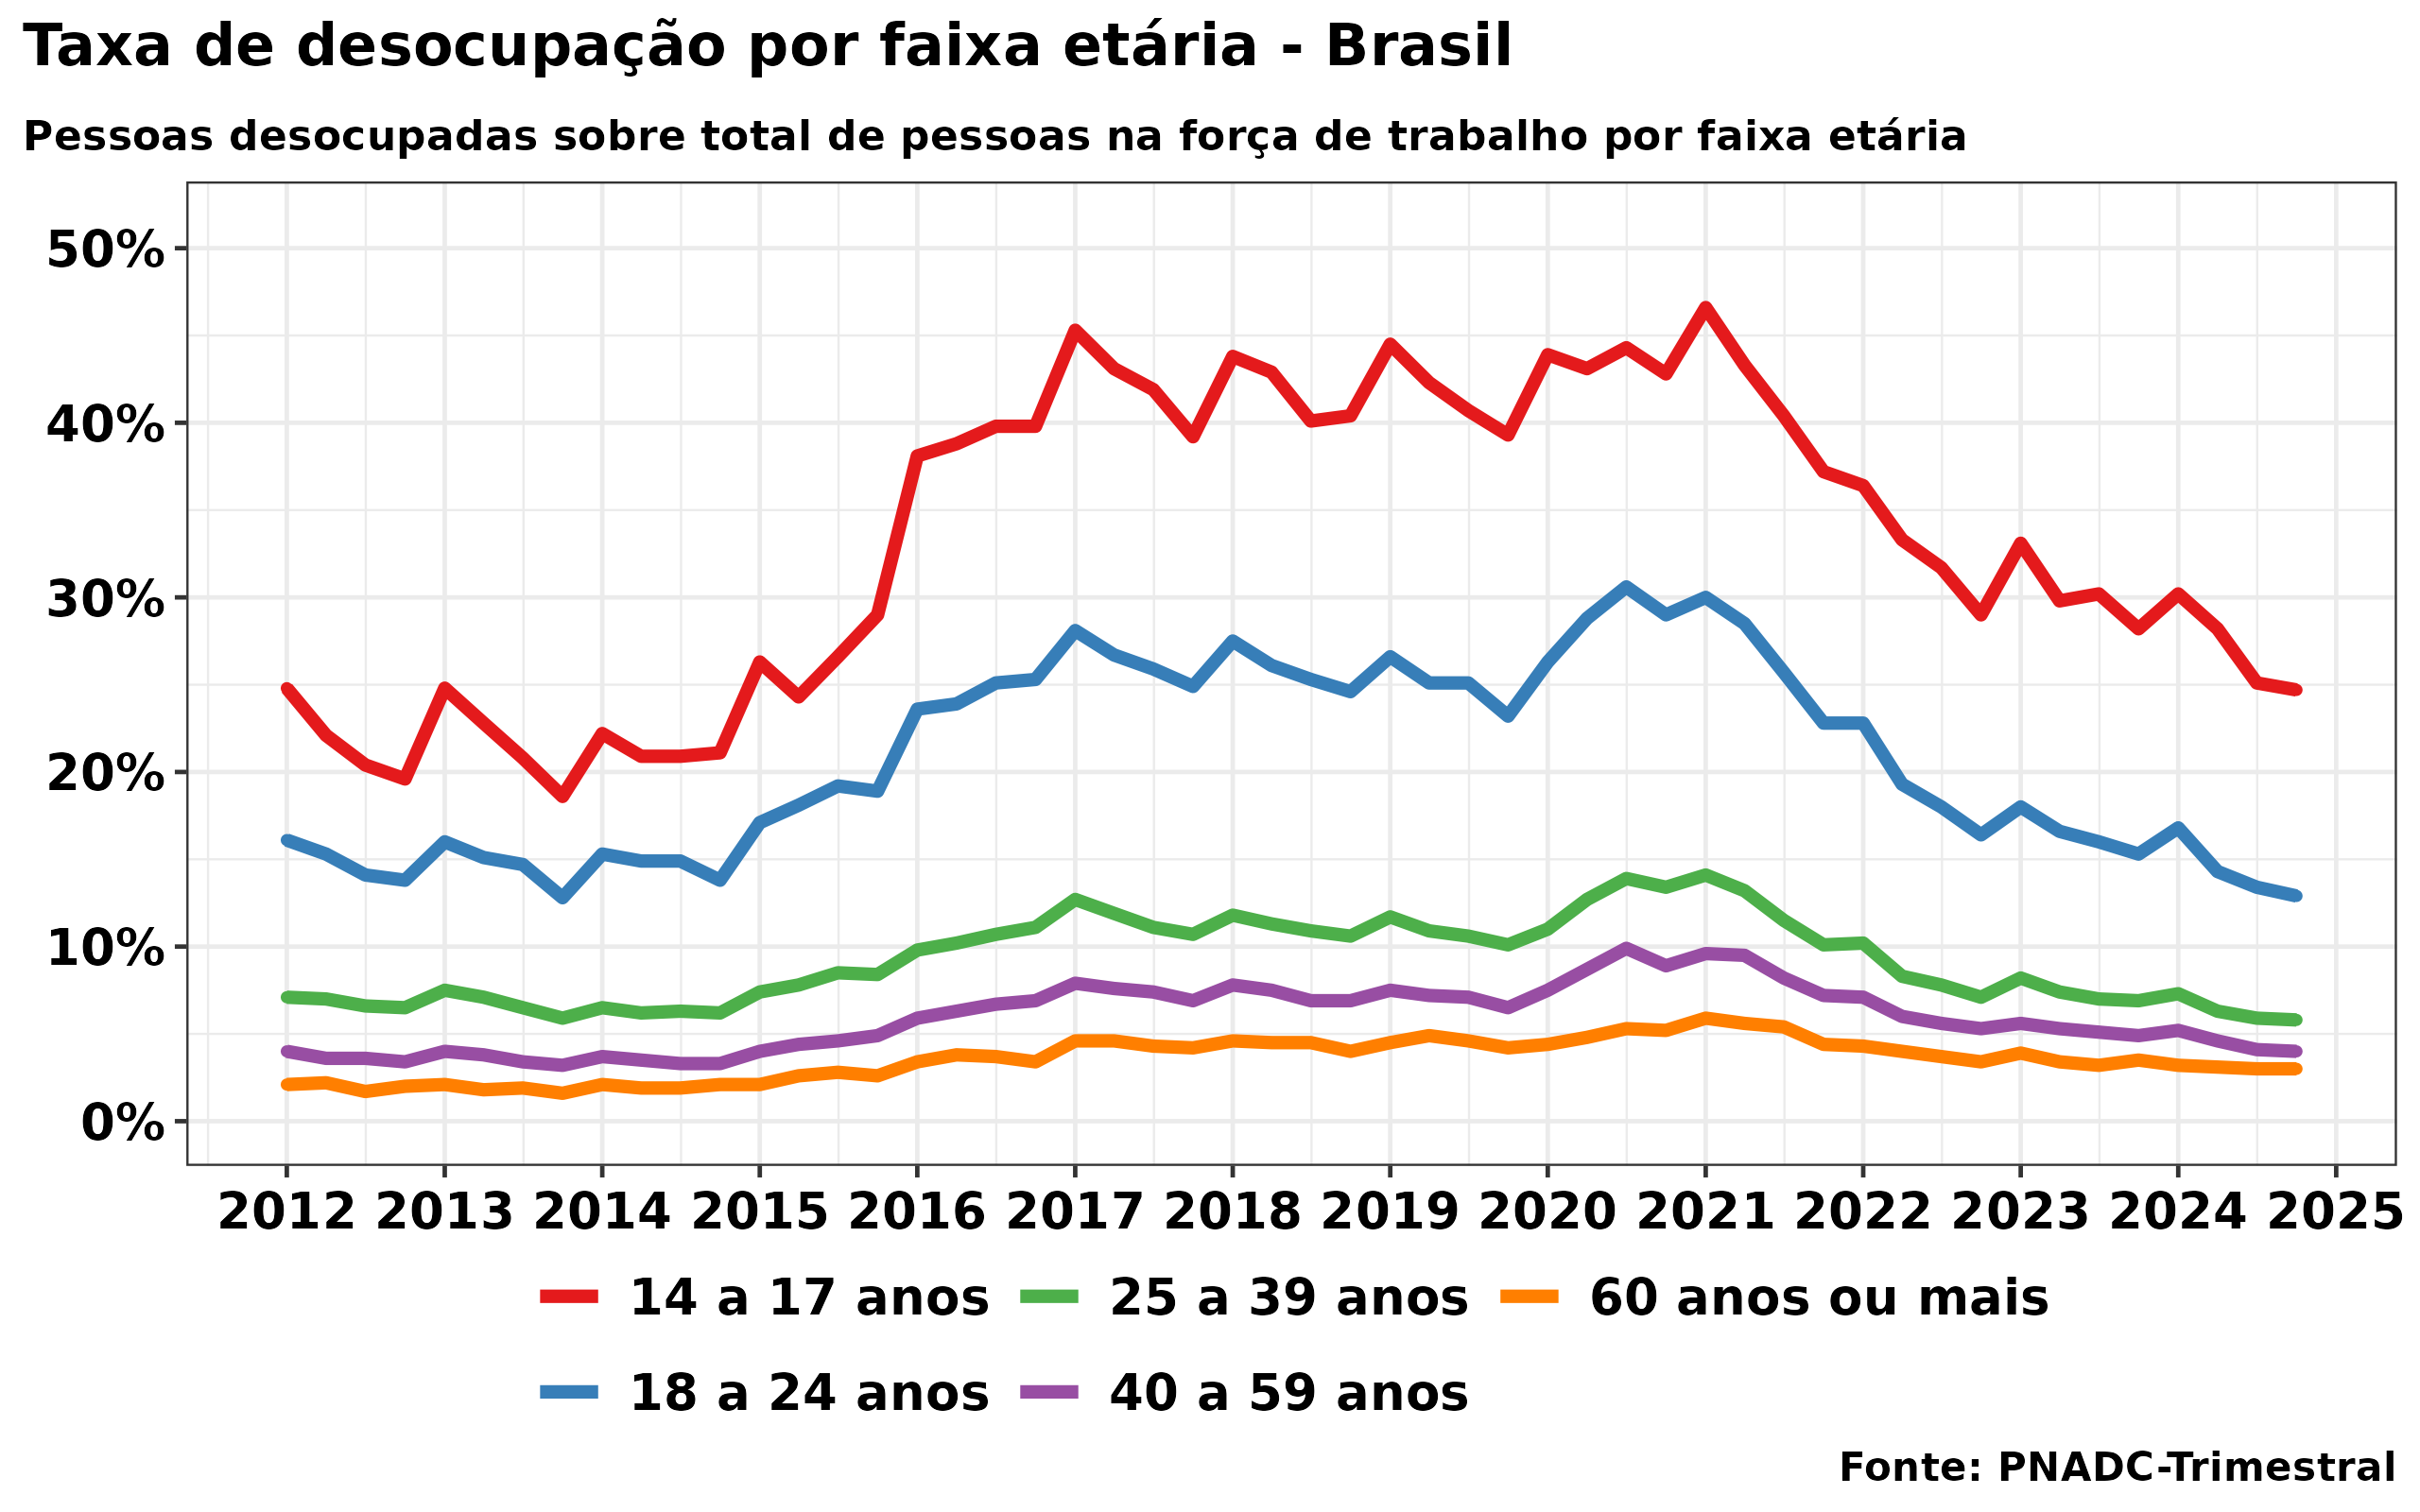 Taxa de desocupação por faixa etária - Brasil
Pessoas desocupadas sobre total de pessoas na força de trabalho por faixa etária
50%
40%
30%
20%
10%
0%
2012 2013 2014 2015 2016 2017 2018 2019 2020 2021 2022 2023 2024 2025
14 a 17 anos 25 a 39 anos 60 anos ou mais
18 a 24 anos 40 a 59 anos
Fonte: PNADC-Trimestral